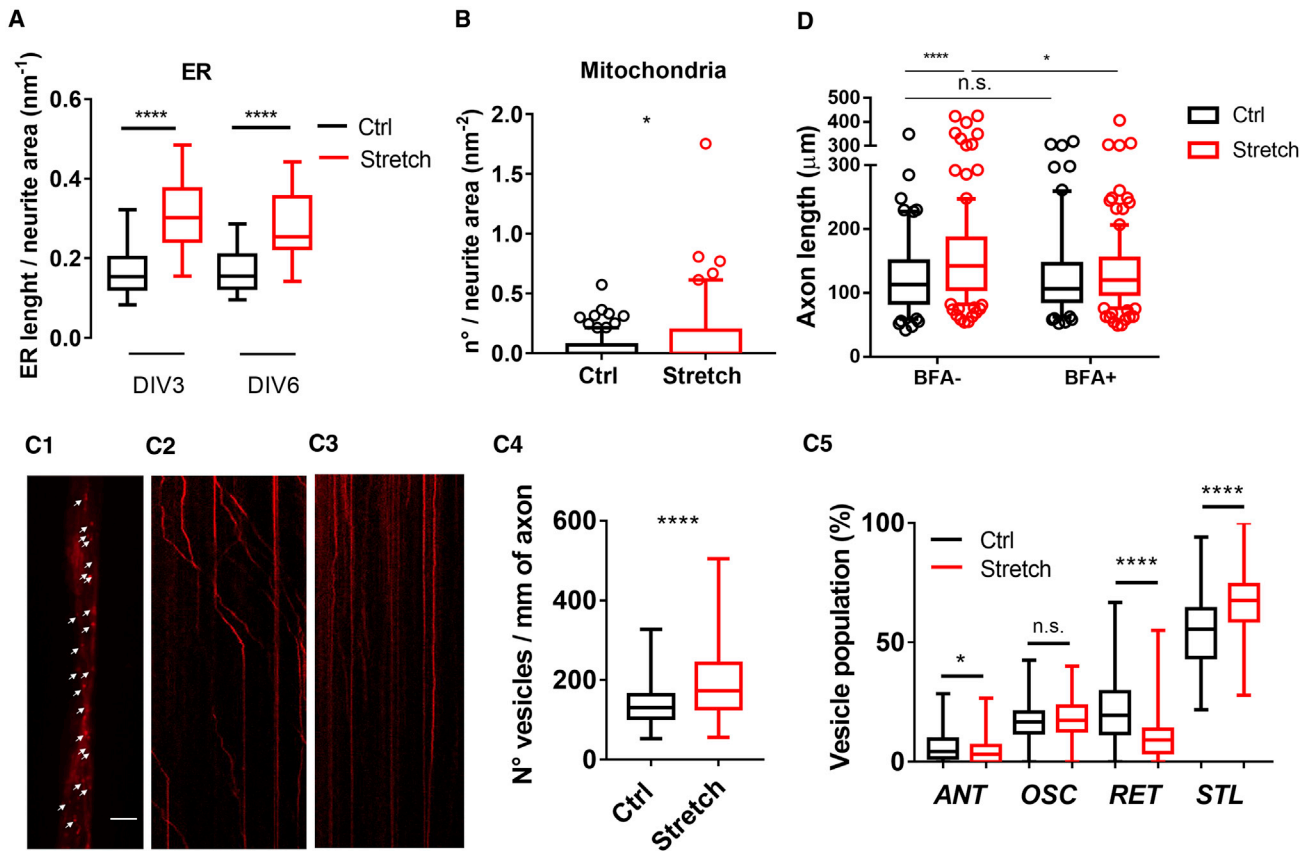 A
ER
ER lenght / neurite area (nm⁻¹)
0.6
0.4
0.2
0.0
****
****
Ctrl
Stretch
DIV3
DIV6
B
Mitochondria
n° / neurite area (nm⁻²)
2.0
1.5
1.0
0.5
0.0
*
Ctrl
Stretch
D
Axon length (μm)
500
400
300
300
200
100
0
****
*
n.s.
Ctrl
Stretch
BFA-
BFA+
C1
C2
C3
C4
N° vesicles / mm of axon
600
400
200
0
****
Ctrl
Stretch
C5
Vesicle population (%)
100
50
0
Ctrl
Stretch
*
n.s.
****
****
ANT
OSC
RET
STL